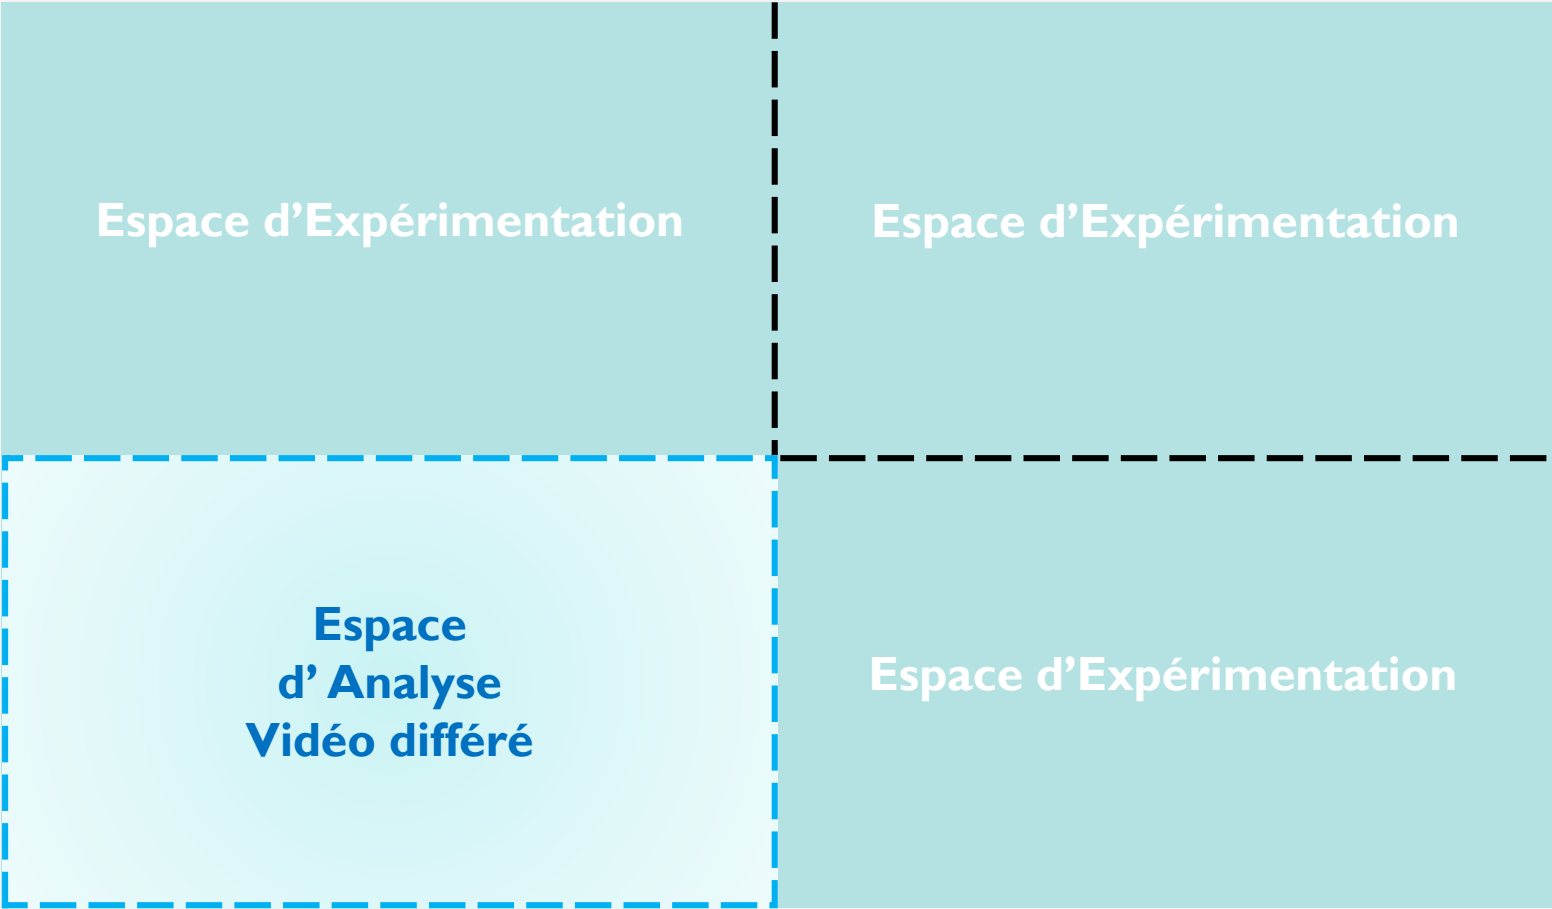 Espace d’Expérimentation
Espace d’Expérimentation
Espace
d’ Analyse
Vidéo différé
Espace d’Expérimentation